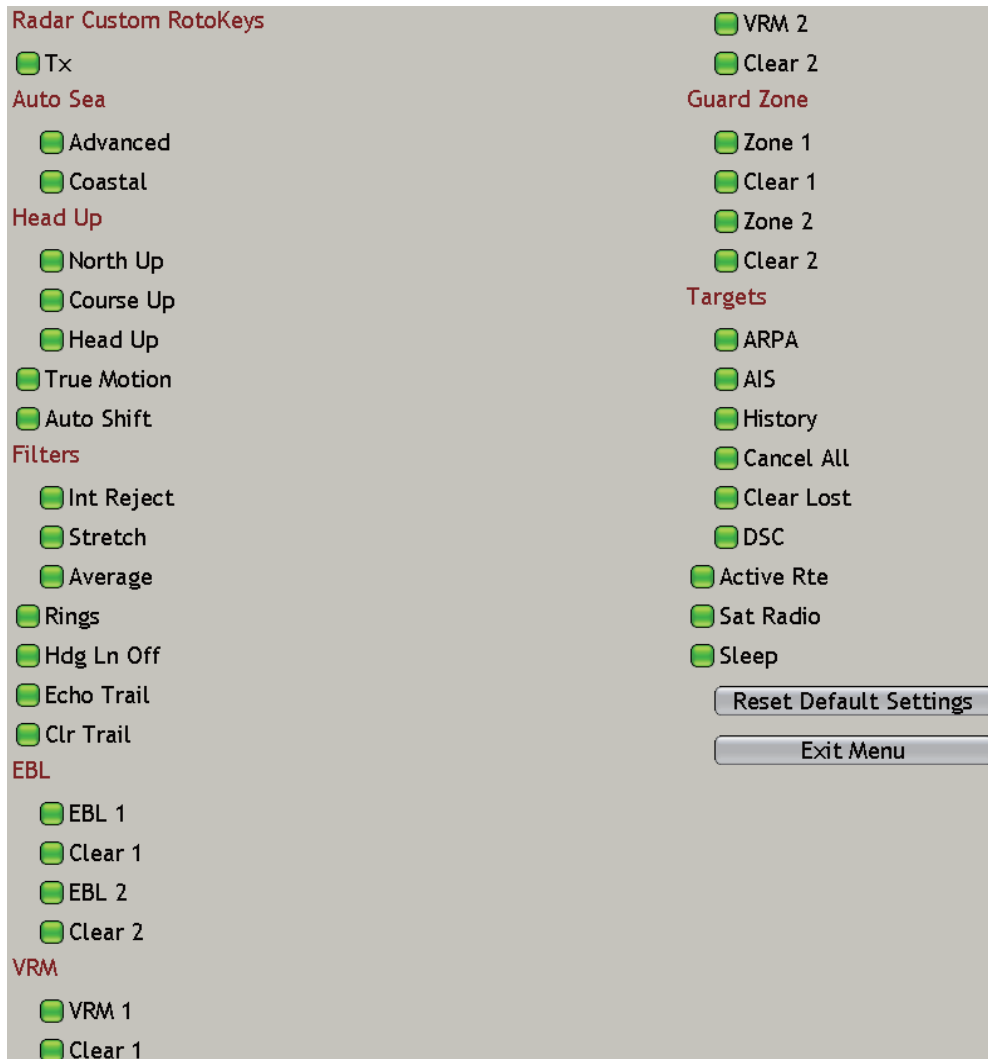 Radar Custom RotoKeys
Tx
Auto Sea
Advanced
Coastal
Head Up
North Up
Course Up
Head Up
True Motion
Auto Shift
Filters
Int Reject
Stretch
Average
Rings
Hdg Ln Off
Echo Trail
Clr Trail
EBL
EBL 1
Clear 1
EBL 2
Clear 2
VRM
VRM 1
Clear 1
VRM 2
Clear 2
Guard Zone
Zone 1
Clear 1
Zone 2
Clear 2
Targets
ARPA
AIS
History
Cancel All
Clear Lost
DSC
Active Rte
Sat Radio
Sleep
Reset Default Settings
Exit Menu